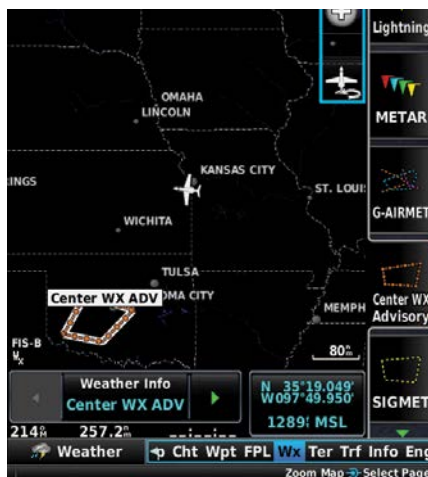 Lightning
OMAHA
LINCOLN
METAR
KANSAS CITY
INGS
ST. LOUI
G-AIRMET
WICHITA
TULSA
Center WX ADV
OMA CITY
MEMPH
Center WX
Advisory
FIS-B
80
Weather Info
Center WX ADV
N 35°19.049'
W097°49.950'
1289 MSL
SIGMET
214 257.2
Weather
Cht Wpt FPL Wx Ter Trf Info Eng
Zoom Map Select Page